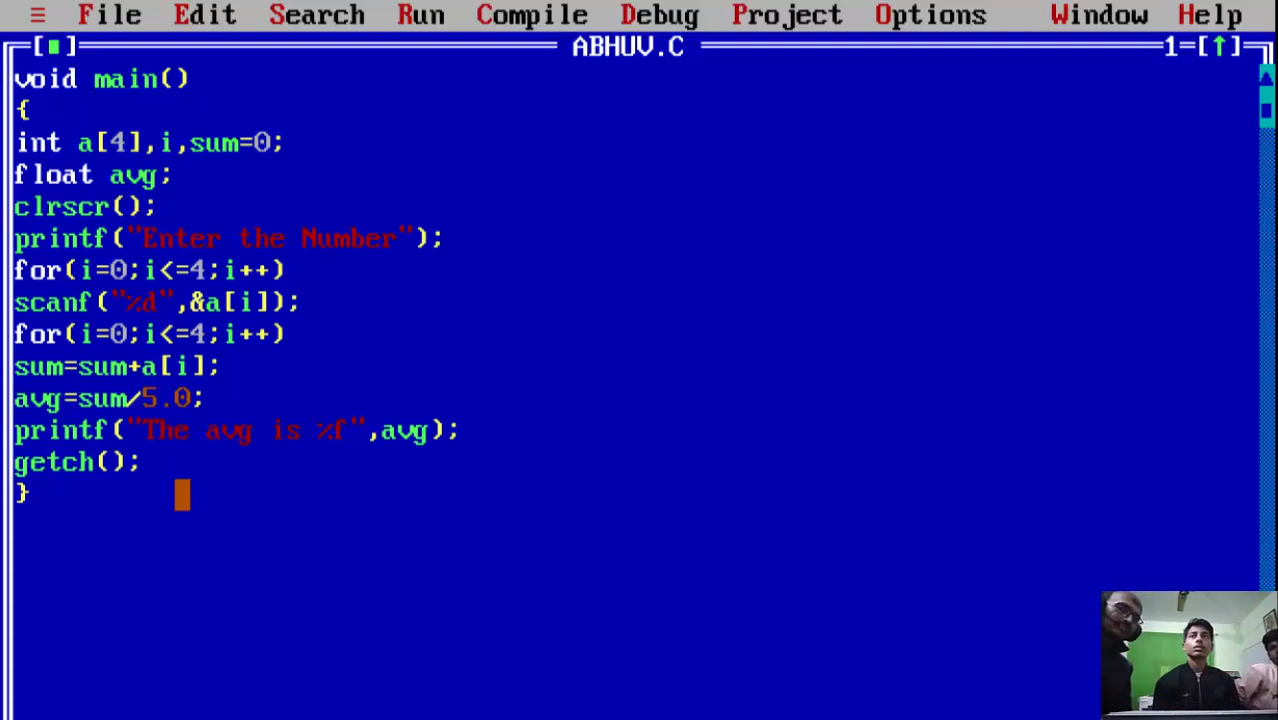 ≡ File Edit Search Run Compile Debug Project Options Window Help
[■] ABHUV.C 1=[↑]
void main()
{
int a[4],i,sum=0;
float avg;
clrscr();
printf("Enter the Number");
for(i=0;i<=4;i++)
scanf("%d",&a[i]);
for(i=0;i<=4;i++)
sum=sum+a[i];
avg=sum/5.0;
printf("The avg is %f",avg);
getch();
}